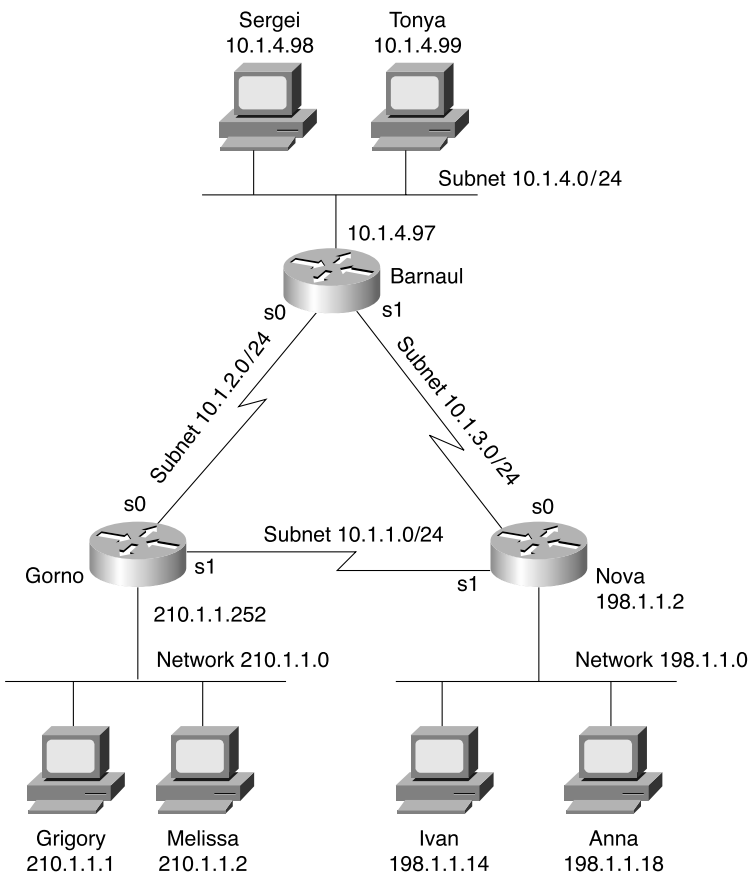 Sergei
10.1.4.98
Tonya
10.1.4.99
Subnet 10.1.4.0/24
10.1.4.97
Barnaul
s0
s1
Subnet 10.1.2.0/24
Subnet 10.1.3.0/24
s0
s0
Subnet 10.1.1.0/24
Gorno
s1
s1
Nova
198.1.1.2
210.1.1.252
Network 210.1.1.0
Network 198.1.1.0
Grigory
210.1.1.1
Melissa
210.1.1.2
Ivan
198.1.1.14
Anna
198.1.1.18